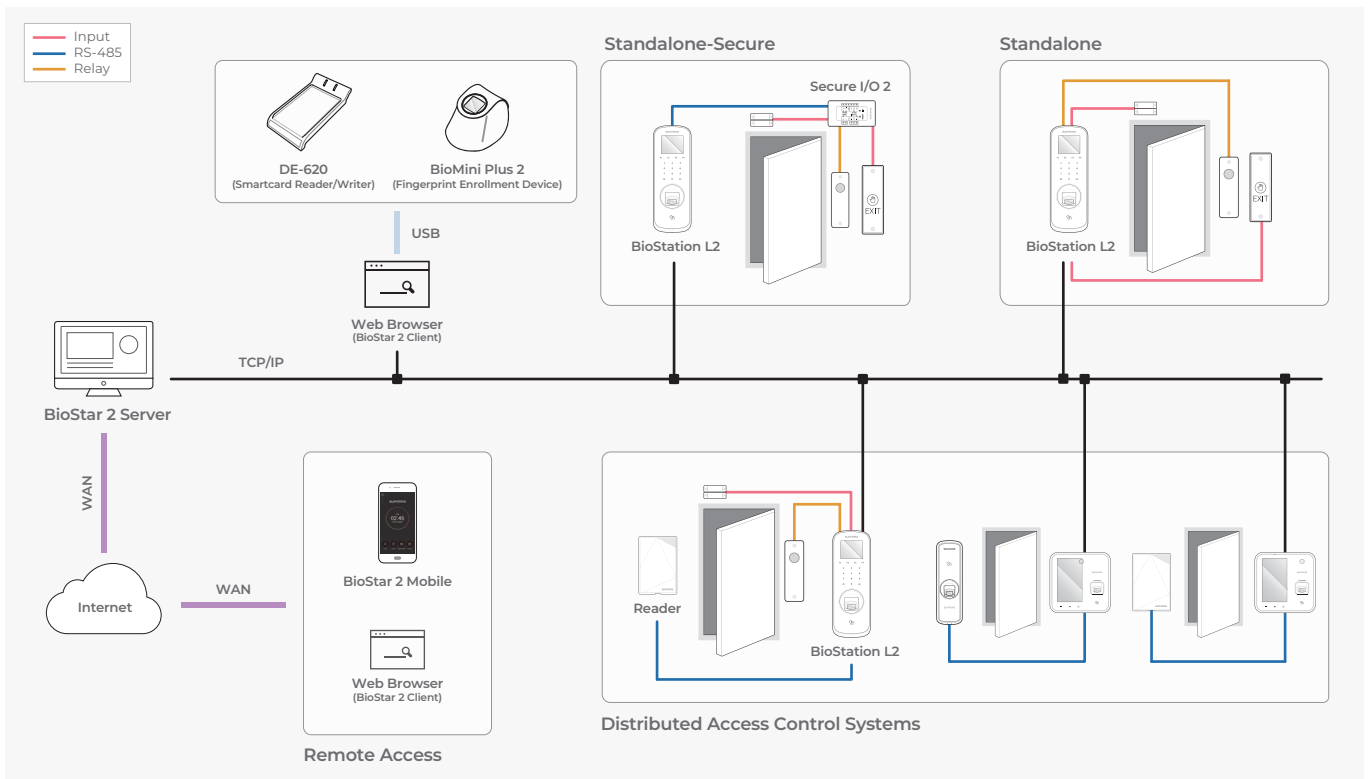 Input
RS-485
Relay
DE-620
(Smartcard Reader/Writer)
BioMini Plus 2
(Fingerprint Enrollment Device)
USB
Web Browser
(BioStar 2 Client)
Standalone-Secure
Secure I/O 2
EXIT
BioStation L2
Standalone
EXIT
BioStation L2
TCP/IP
BioStar 2 Server
WAN
Internet
WAN
BioStar 2 Mobile
Web Browser
(BioStar 2 Client)
Remote Access
Reader
BioStation L2
Distributed Access Control Systems